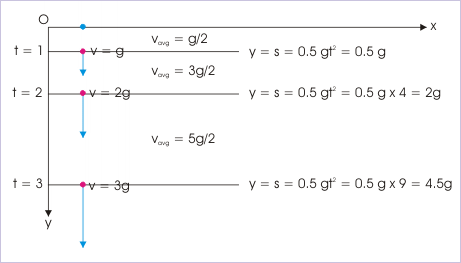 O
x
v_avg = g/2
t = 1 v = g y = s = 0.5 gt² = 0.5 g
v_avg = 3g/2
t = 2 v = 2g y = s = 0.5 gt² = 0.5 g x 4 = 2g
v_avg = 5g/2
t = 3 v = 3g y = s = 0.5 gt² = 0.5 g x 9 = 4.5g
y